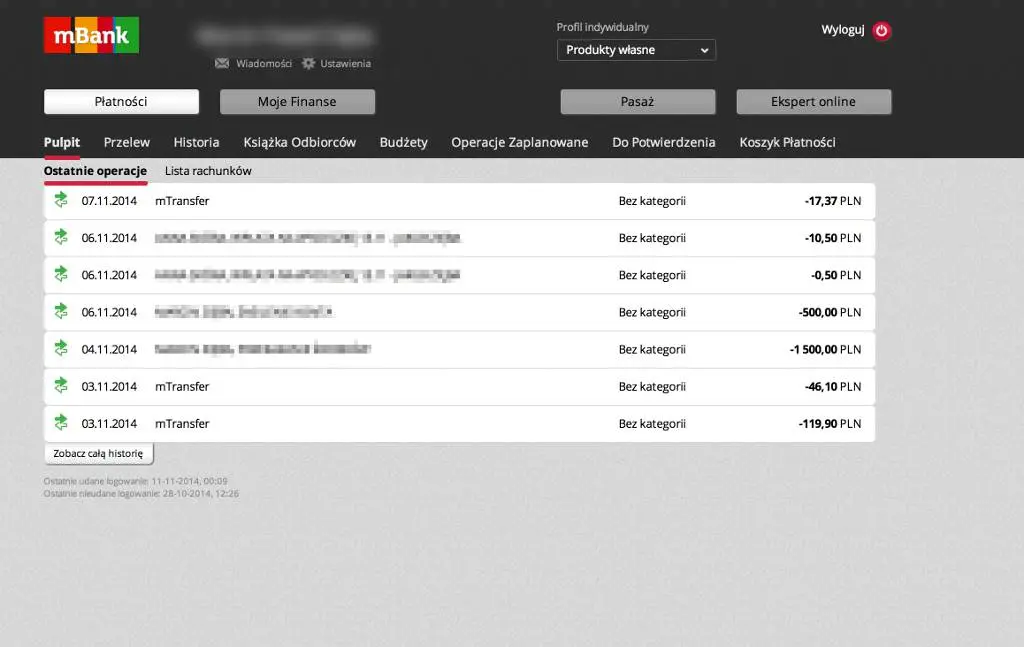 mBank
Profil indywidualny
Wyloguj
Produkty własne
Wiadomości Ustawienia
Płatności Moje Finanse Pasaż Ekspert online
Pulpit Przelew Historia Książka Odbiorców Budżety Operacje Zaplanowane Do Potwierdzenia Koszyk Płatności
Ostatnie operacje Lista rachunków
07.11.2014 mTransfer Bez kategorii -17,37 PLN
06.11.2014 Bez kategorii -10,50 PLN
06.11.2014 Bez kategorii -0,50 PLN
06.11.2014 Bez kategorii -500,00 PLN
04.11.2014 Bez kategorii -1 500,00 PLN
03.11.2014 mTransfer Bez kategorii -46,10 PLN
03.11.2014 mTransfer Bez kategorii -119,90 PLN
Zobacz całą historię
Ostatnie udane logowanie: 11-11-2014, 00:09
Ostatnie nieudane logowanie: 28-10-2014, 12:26